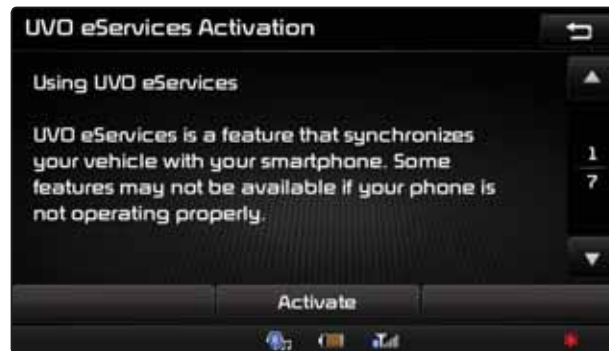 UVO eServices Activation
Using UVO eServices
UVO eServices is a feature that synchronizes
your vehicle with your smartphone. Some
features may not be available if your phone is
not operating properly.
1
7
Activate